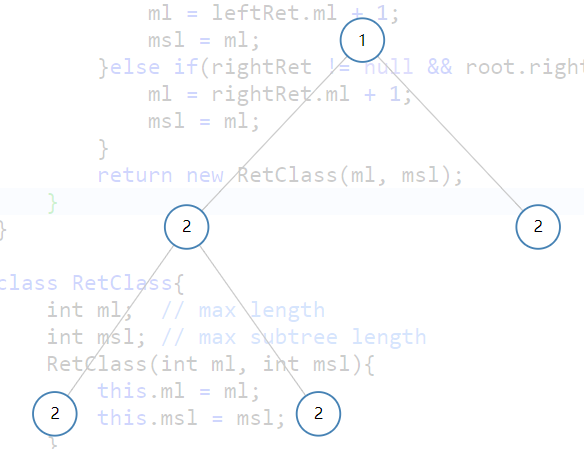 ml = leftRet.ml + 1;
msl = ml;
1
}else if(rightRet != null && root.right
ml = rightRet.ml + 1;
msl = ml;
}
return new RetClass(ml, msl);
}
}
2
2
class RetClass{
int ml; // max length
int msl; // max subtree length
RetClass(int ml, int msl){
this.ml = ml;
2
2
this.msl = msl;
}